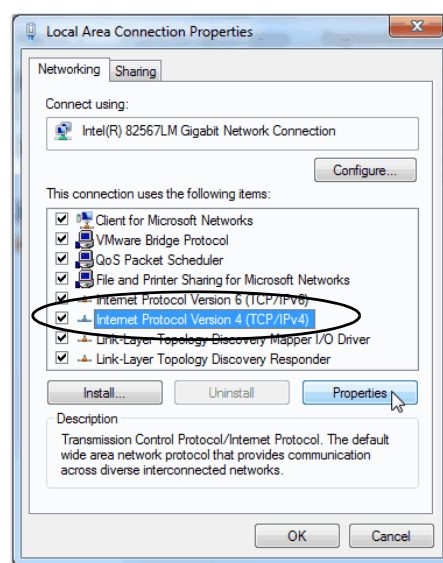 Local Area Connection Properties
Networking Sharing
Connect using:
Intel(R) 82567LM Gigabit Network Connection
Configure...
This connection uses the following items:
Client for Microsoft Networks
VMware Bridge Protocol
QoS Packet Scheduler
File and Printer Sharing for Microsoft Networks
Internet Protocol Version 6 (TCP/IPv6)
Internet Protocol Version 4 (TCP/IPv4)
Link-Layer Topology Discovery Mapper I/O Driver
Link-Layer Topology Discovery Responder
Install... Uninstall Properties
Description
Transmission Control Protocol/Internet Protocol. The default
wide area network protocol that provides communication
across diverse interconnected networks.
OK Cancel